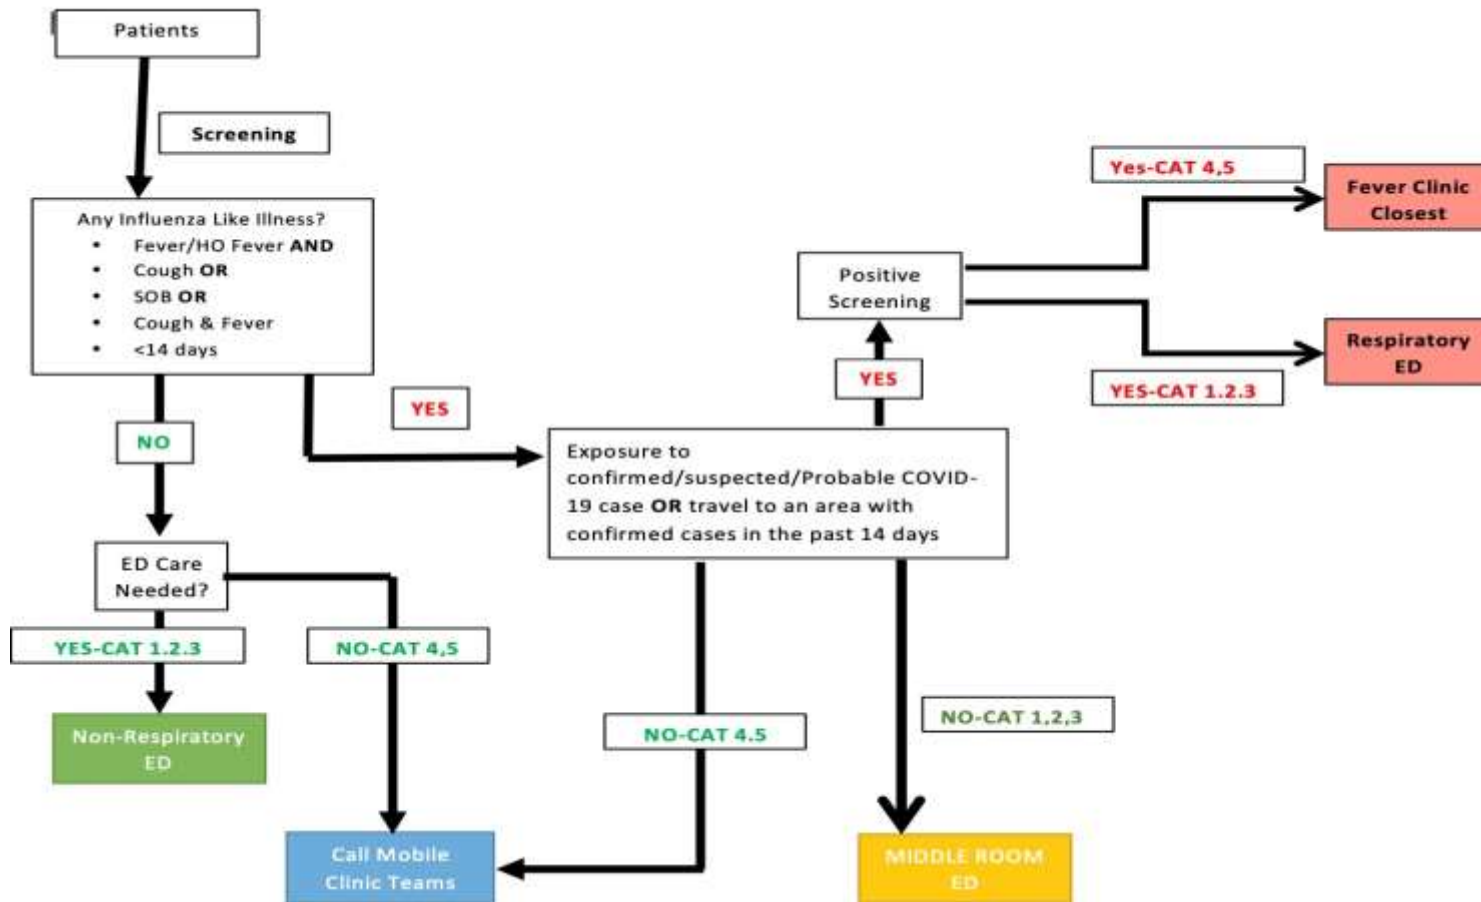 Patients
Screening
Any Influenza Like Illness?
• Fever/HO Fever AND
• Cough OR
• SOB OR
• Cough & Fever
• <14 days
YES
NO
ED Care
Needed?
YES-CAT 1.2.3
NO-CAT 4,5
Non-Respiratory
ED
Call Mobile
Clinic Teams
Exposure to
confirmed/suspected/Probable COVID-
19 case OR travel to an area with
confirmed cases in the past 14 days
YES
Positive
Screening
Yes-CAT 4,5
Fever Clinic
Closest
YES-CAT 1.2.3
Respiratory
ED
NO-CAT 4.5
NO-CAT 1,2,3
MIDDLE ROOM
ED